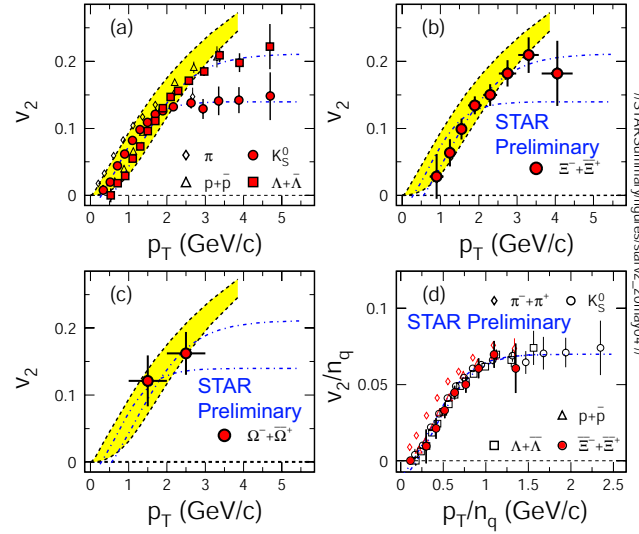 (a)
v2
0.2
0.1
0
π
K0S
p+p̄
Λ+Λ̄
0 1 2 3 4 5
pT (GeV/c)
(b)
v2
0.2
0.1
0
STAR
Preliminary
Ξ−+Ξ̄+
0 1 2 3 4 5
pT (GeV/c)
(c)
v2
0.2
0.1
0
STAR
Preliminary
Ω−+Ω̄+
0 1 2 3 4 5
pT (GeV/c)
(d)
π−+π+
K0S
STAR Preliminary
v2/nq
0.1
0.05
0
p+p̄
Λ+Λ̄
Ξ−+Ξ̄+
0 0.5 1 1.5 2 2.5
pT/nq (GeV/c)